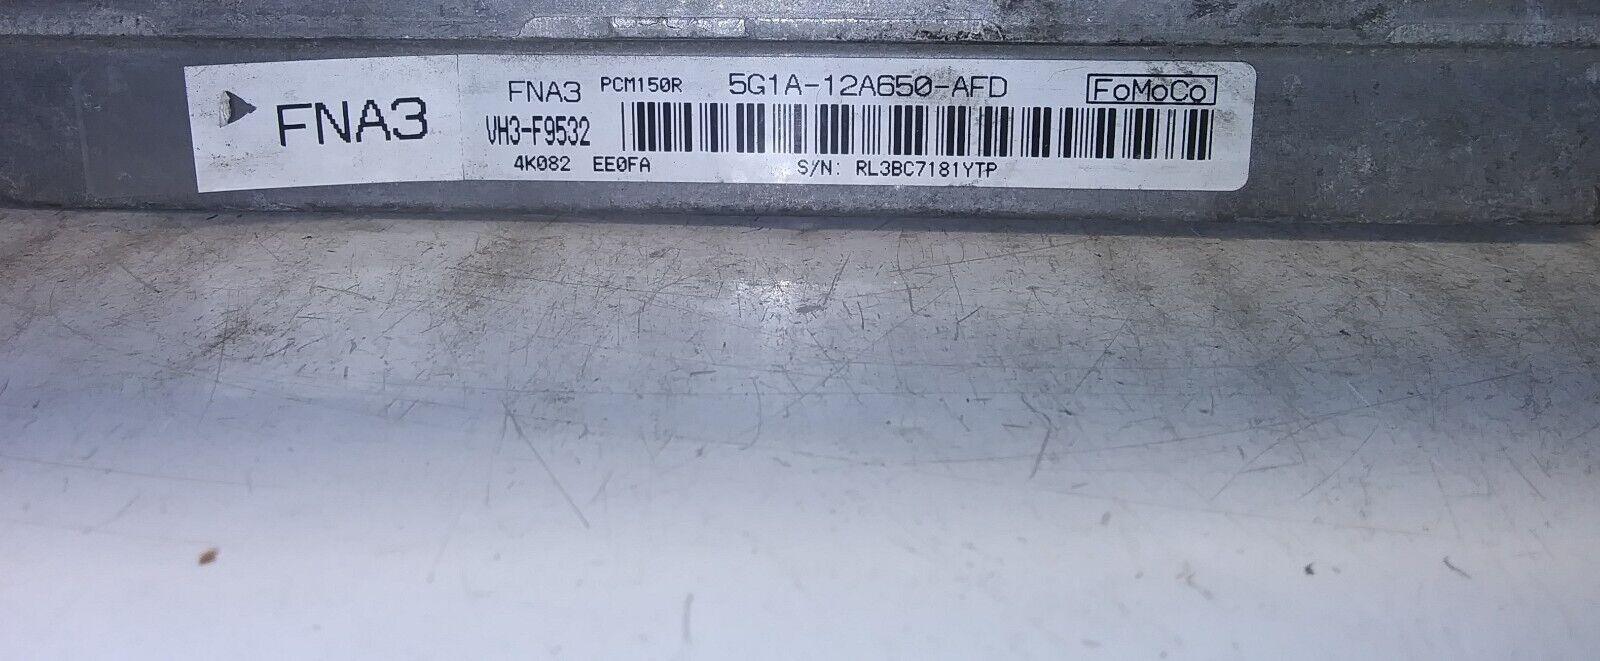 FNA3
FNA3 PCM150R 5G1A-12A650-AFD FoMoCo
VH3-F9532
4K082 EE0FA S/N: RL3BC7181YTP